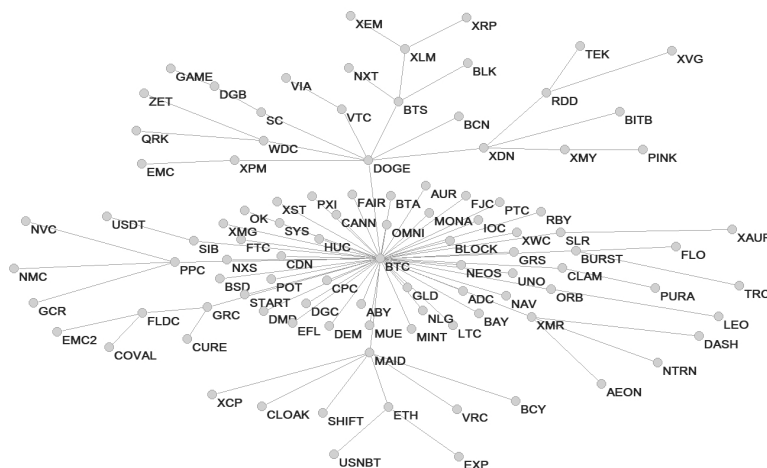 XEM
XRP
XLM
TEK
XVG
GAME
NXT
BLK
DGB
VIA
ZET
RDD
SC
VTC
BTS
BITB
BCN
QRK
WDC
XDN
XMY
PINK
EMC
XPM
DOGE
AUR
PXI
FAIR
BTA
FJC
PTC
XST
RBY
OK
CANN
MONA
IOC
NVC
USDT
XMG
SYS
OMNI
XWC
SLR
XAUR
SIB
FTC
HUC
BLOCK
GRS
BURST
FLO
PPC
NXS
CDN
BTC
NEOS
NMC
UNO
CLAM
BSD
POT
CPC
GLD
ORB
PURA
TRC
GCR
GRC
START
DGC
ABY
ADC
NAV
FLDC
DMD
NLG
BAY
XMR
LEO
EMC2
EFL
DEM
MUE
MINT
LTC
DASH
COVAL
CURE
MAID
NTRN
AEON
XCP
CLOAK
SHIFT
ETH
VRC
BCY
USNBT
EXP